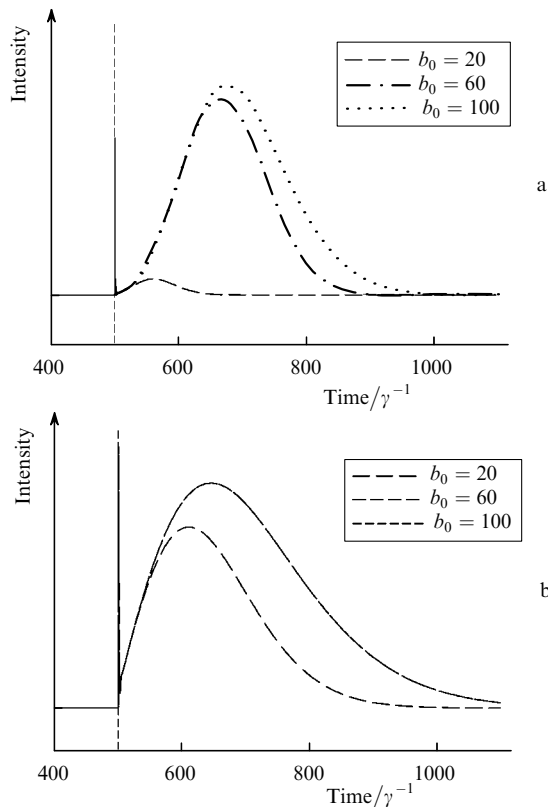 Intensity
b₀ = 20
b₀ = 60
b₀ = 100
a
400 600 800 1000
Time/γ⁻¹
Intensity
b₀ = 20
b₀ = 60
b₀ = 100
b
400 600 800 1000
Time/γ⁻¹